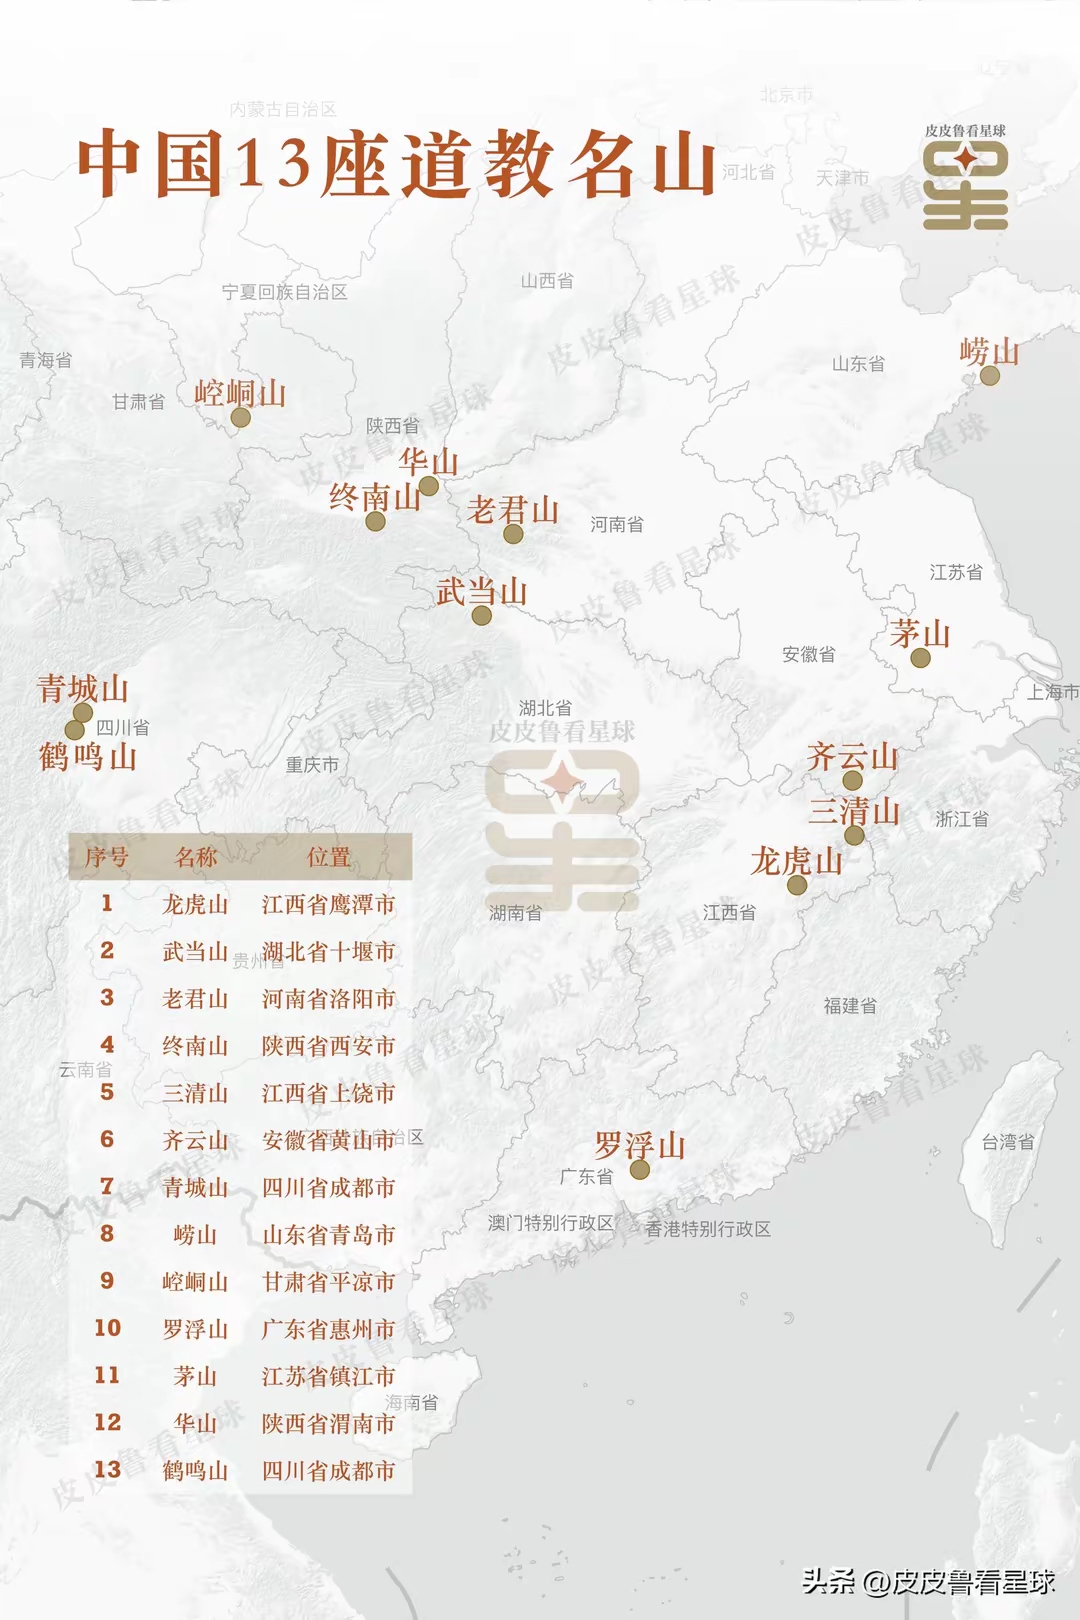 内蒙古自治区
北京市
辽宁省
中国13座道教名山
皮皮鲁看星球
河北省
天津市
宁夏回族自治区
山西省
青海省
甘肃省
崆峒山
陕西省
山东省
崂山
华山
终南山
老君山
河南省
武当山
江苏省
茅山
安徽省
上海市
青城山
四川省
鹤鸣山
湖北省
皮皮鲁看星球
重庆市
齐云山
三清山
浙江省
龙虎山
湖南省
江西省
贵州省
福建省
云南省
罗浮山
广东省
台湾省
澳门特别行政区
香港特别行政区
海南省
序号 名称 位置
1 龙虎山 江西省鹰潭市
2 武当山 湖北省十堰市
3 老君山 河南省洛阳市
4 终南山 陕西省西安市
5 三清山 江西省上饶市
6 齐云山 安徽省黄山市
7 青城山 四川省成都市
8 崂山 山东省青岛市
9 崆峒山 甘肃省平凉市
10 罗浮山 广东省惠州市
11 茅山 江苏省镇江市
12 华山 陕西省渭南市
13 鹤鸣山 四川省成都市
头条 @皮皮鲁看星球